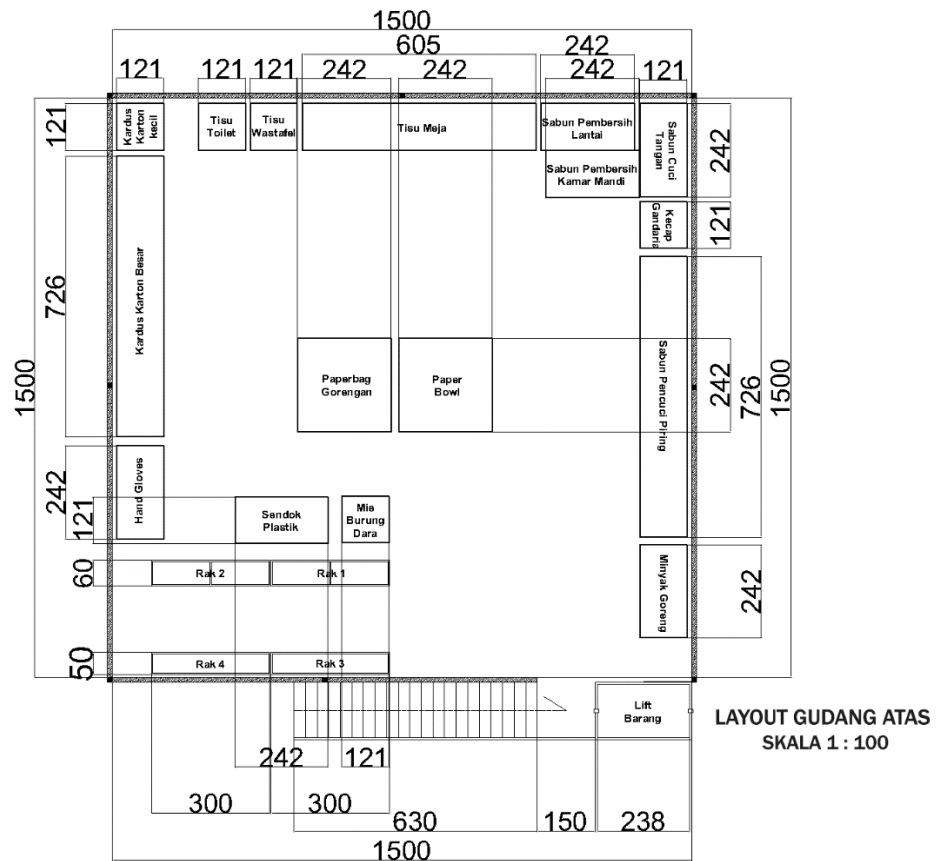 1500
605
242
121
121
121
242
242
242
121
121
Kardus
Karton
kecil
Tisu
Toilet
Tisu
Wastafel
Tisu Meja
Sabun Pembersih
Lantai
Sabun Pembersih
Kamar Mandi
Sabun Cuci
Tangan
242
Kecap
Gandaria
121
726
Kardus Karton Besar
1500
Paperbag
Gorengan
Paper
Bowl
242
Sabun Pencuci Piring
726
1500
242
121
Hand Gloves
Sendok
Plastik
Mie
Burung
Dara
60
Rak 2
Rak 1
Minyak Goreng
242
50
Rak 4
Rak 3
Lift
Barang
LAYOUT GUDANG ATAS
SKALA 1 : 100
242
121
300
300
630
150
238
1500